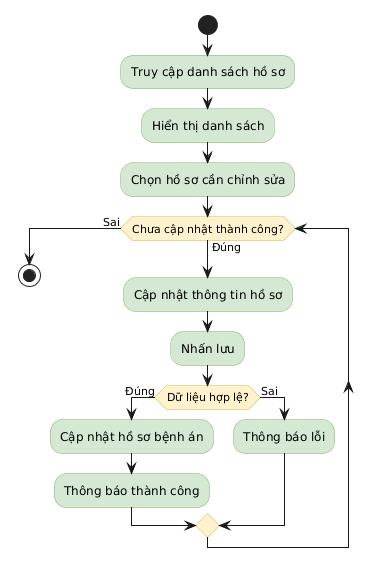 Truy cập danh sách hồ sơ
Hiển thị danh sách
Chọn hồ sơ cần chỉnh sửa
Sai
Chưa cập nhật thành công?
Đúng
Cập nhật thông tin hồ sơ
Nhấn lưu
Đúng
Dữ liệu hợp lệ?
Sai
Cập nhật hồ sơ bệnh án
Thông báo lỗi
Thông báo thành công